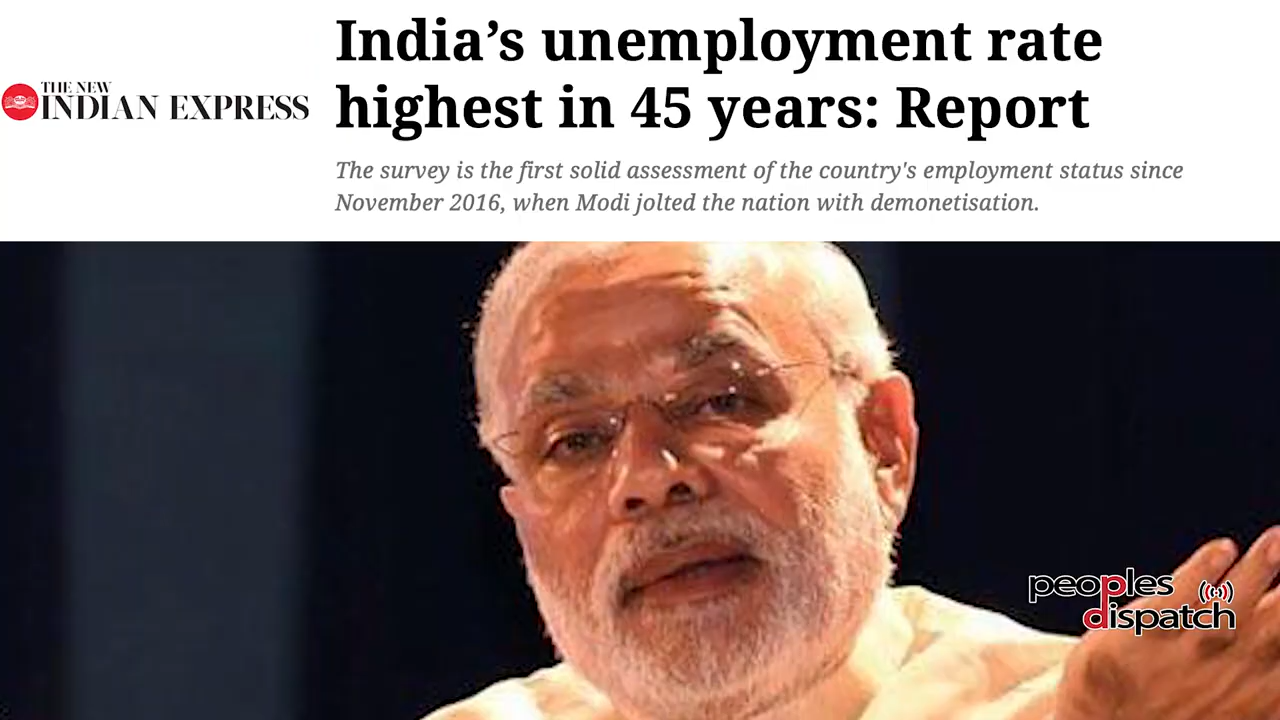 THE NEW
INDIAN EXPRESS
India’s unemployment rate
highest in 45 years: Report
The survey is the first solid assessment of the country's employment status since
November 2016, when Modi jolted the nation with demonetisation.
peoples
dispatch